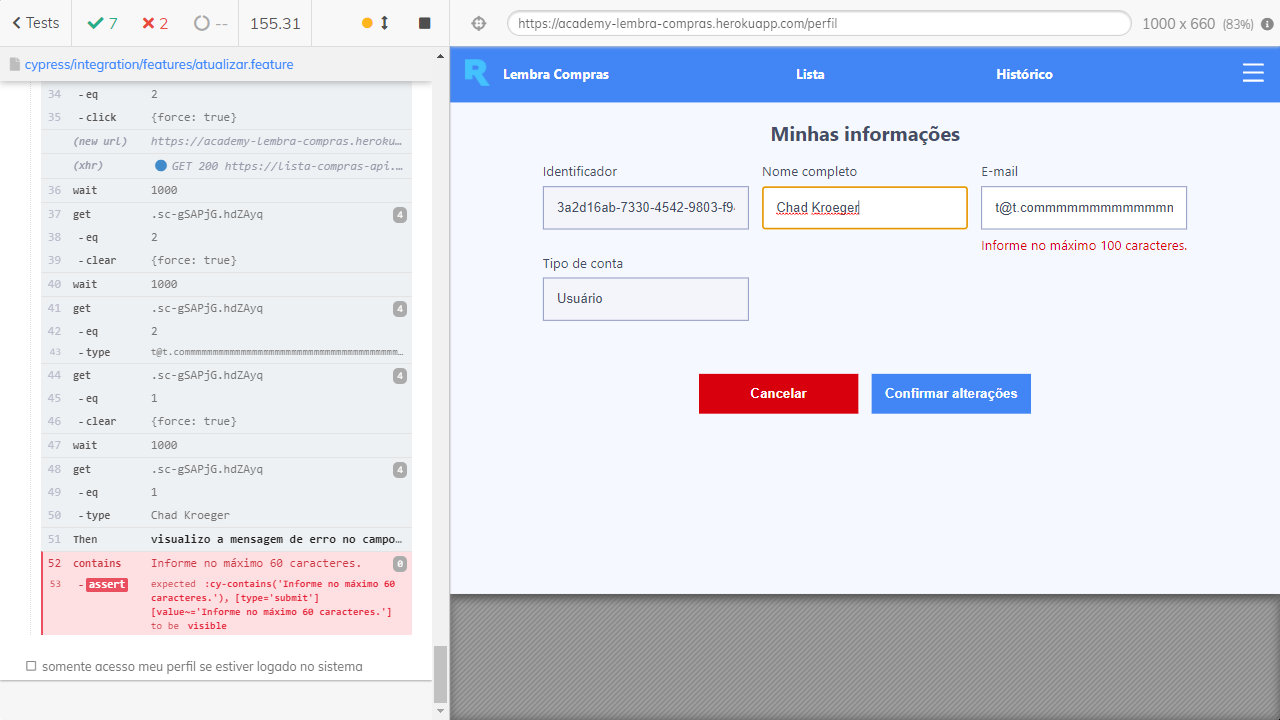 Tests
7
2
--
155.31
https://academy-lembra-compras.herokuapp.com/perfil
1000 x 660 (83%)
cypress/integration/features/atualizar.feature
34 - eq 2
35 - click {force: true}
(new url) https://academy-lembra-compras.heroku…
(xhr) GET 200 https://lista-compras-api.…
36 wait 1000
37 get .sc-gSAPjG.hdZAyq 4
38 - eq 2
39 - clear {force: true}
40 wait 1000
41 get .sc-gSAPjG.hdZAyq 4
42 - eq 2
43 - type t@t.commmmmmmmmmmmmmmmmmmmmmmmmmmmmmmmmmmmmm…
44 get .sc-gSAPjG.hdZAyq 4
45 - eq 1
46 - clear {force: true}
47 wait 1000
48 get .sc-gSAPjG.hdZAyq 4
49 - eq 1
50 - type Chad Kroeger
51 Then visualizo a mensagem de erro no campo…
52 contains Informe no máximo 60 caracteres. 0
53 - assert expected :cy-contains('Informe no máximo 60
caracteres.'), [type='submit']
[value~='Informe no máximo 60 caracteres.']
to be visible
somente acesso meu perfil se estiver logado no sistema
R Lembra Compras
Lista
Histórico
Minhas informações
Identificador
Nome completo
E-mail
3a2d16ab-7330-4542-9803-f9
Chad Kroeger
t@t.commmmmmmmmmmmmm
Informe no máximo 100 caracteres.
Tipo de conta
Usuário
Cancelar
Confirmar alterações